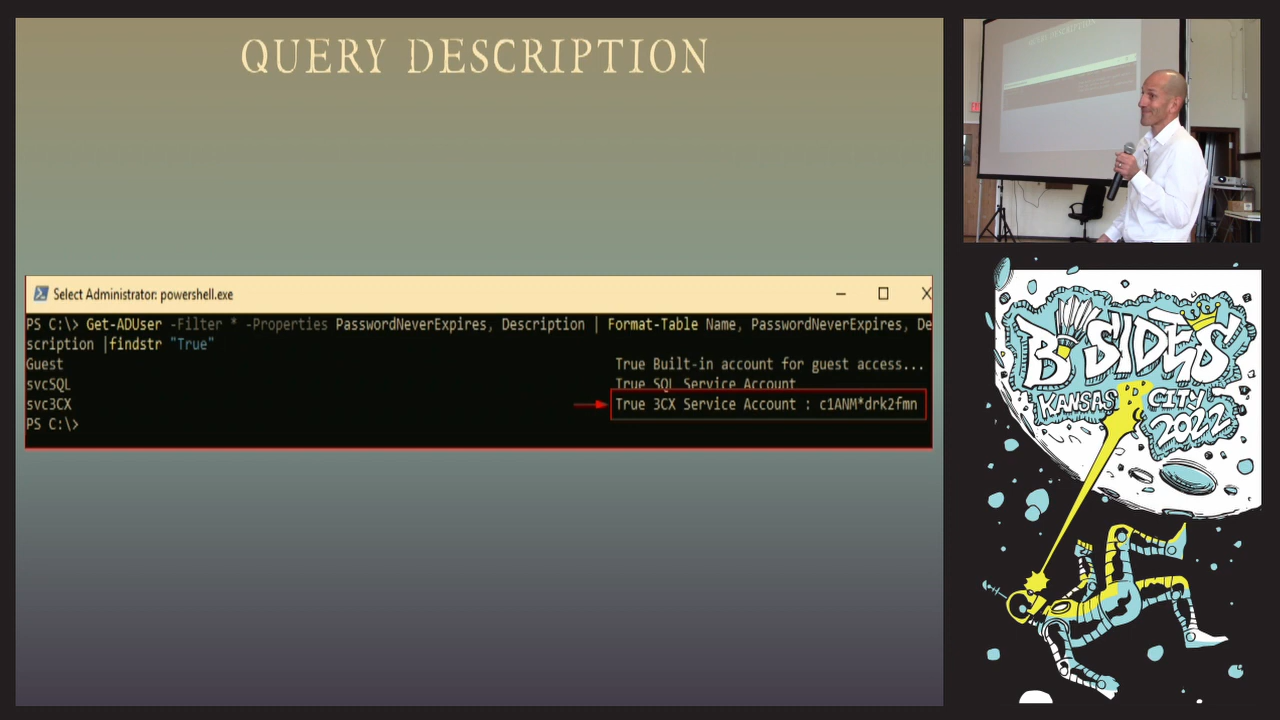 QUERY DESCRIPTION
Select Administrator: powershell.exe
PS C:\> Get-ADUser -Filter * -Properties PasswordNeverExpires, Description | Format-Table Name, PasswordNeverExpires, De
scription |findstr "True"
Guest True Built-in account for guest access...
svcSQL True SQL Service Account
svc3CX True 3CX Service Account : c1ANM*drk2fmn
PS C:\>
B SIDES
KANSAS CITY
2022